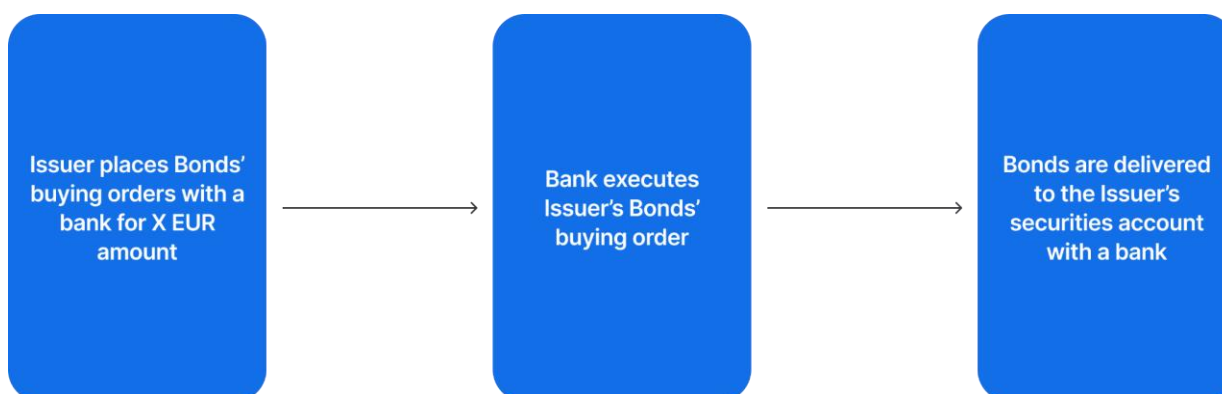 Issuer places Bonds’
buying orders with a
bank for X EUR
amount
Bank executes
Issuer’s Bonds’
buying order
Bonds are delivered
to the Issuer’s
securities account
with a bank